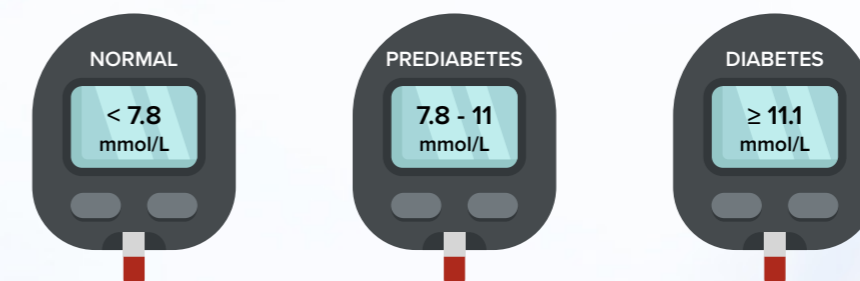 NORMAL
< 7.8
mmol/L
PREDIABETES
7.8 - 11
mmol/L
DIABETES
≥ 11.1
mmol/L